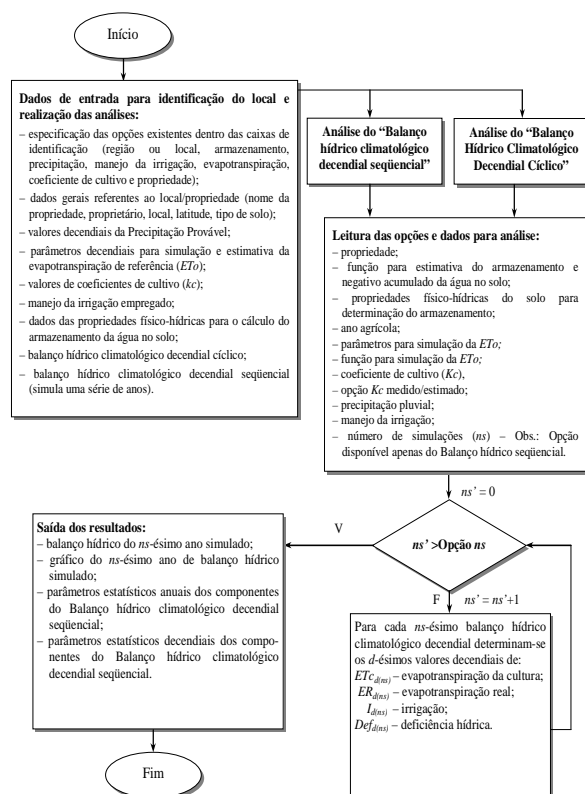 Início
Dados de entrada para identificação do local e
realização das análises:
– especificação das opções existentes dentro das caixas de
identificação (região ou local, armazenamento,
precipitação, manejo da irrigação, evapotranspiração,
coeficiente de cultivo e propriedade);
– dados gerais referentes ao local/propriedade (nome da
propriedade, proprietário, local, latitude, tipo de solo);
– valores decendiais da Precipitação Provável;
– parâmetros decendiais para simulação e estimativa da
evapotranspiração de referência (ETo);
– valores de coeficientes de cultivo (kc);
– manejo da irrigação empregado;
– dados das propriedades físico-hídricas para o cálculo do
armazenamento da água no solo;
– balanço hídrico climatológico decendial cíclico;
– balanço hídrico climatológico decendial seqüencial
(simula uma série de anos).
Análise do “Balanço
hídrico climatológico
decendial seqüencial”
Análise do “Balanço
Hídrico Climatológico
Decendial Cíclico”
Leitura das opções e dados para análise:
– propriedade;
– função para estimativa do armazenamento e
negativo acumulado da água no solo;
– propriedades físico-hídricas do solo para
determinação do armazenamento;
– ano agrícola;
– parâmetros para simulação da ETo;
– função para simulação da ETo;
– coeficiente de cultivo (Kc),
– opção Kc medido/estimado;
– precipitação pluvial;
– manejo da irrigação;
– número de simulações (ns) – Obs.: Opção
disponível apenas do Balanço hídrico seqüencial.
ns’ = 0
ns’ >Opção ns
V
F ns’ = ns’+1
Saída dos resultados:
– balanço hídrico do ns-ésimo ano simulado;
– gráfico do ns-ésimo ano de balanço hídrico
simulado;
– parâmetros estatísticos anuais dos componentes
do Balanço hídrico climatológico decendial
seqüencial;
– parâmetros estatísticos decendiais dos compo-
nentes do Balanço hídrico climatológico
decendial seqüencial.
Para cada ns-ésimo balanço hídrico
climatológico decendial determinam-se
os d-ésimos valores decendiais de:
ETc d(ns) – evapotranspiração da cultura;
ER d(ns) – evapotranspiração real;
I d(ns) – irrigação;
Def d(ns) – deficiência hídrica.
Fim